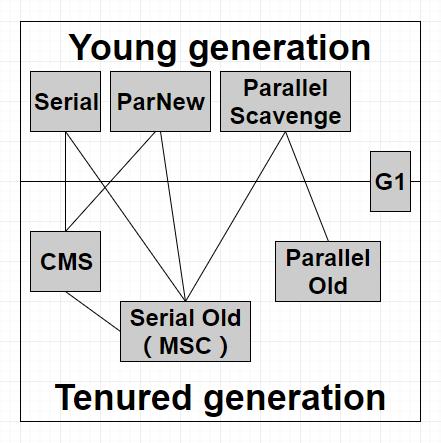 Young generation
Serial
ParNew
Parallel
Scavenge
G1
CMS
Parallel
Old
Serial Old
( MSC )
Tenured generation